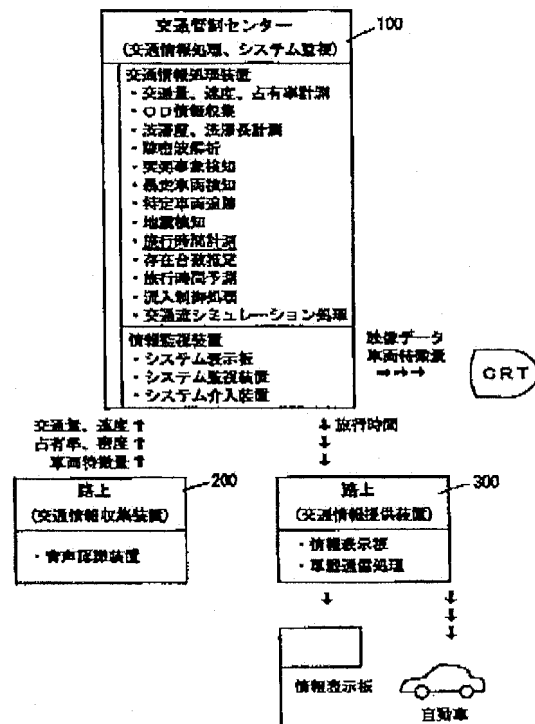 交通管制センター
(交通情報処理、システム監視)
100
交通情報処理装置
・交通量、速度、占有率計測
・OD情報収集
・渋滞度、渋滞長計測
・疎密波解析
・突発事象検知
・暴走車両検知
・特定車両追跡
・地震検知
・旅行時間計測
・存在台数推定
・旅行時間予測
・流入制御処理
・交通流シミュレーション処理
情報監視装置
・システム表示板
・システム監視装置
・システム介入装置
映像データ
車両特徴量
→→→
CRT
交通量、速度 ↑
占有率、密度 ↑
車両特徴量 ↑
↓ 旅行時間
↓
↓
200
路上
(交通情報収集装置)
・音声認識装置
300
路上
(交通情報提供装置)
・情報表示板
・車両通信処理
↓
↓
↓
↓
情報表示板
自動車